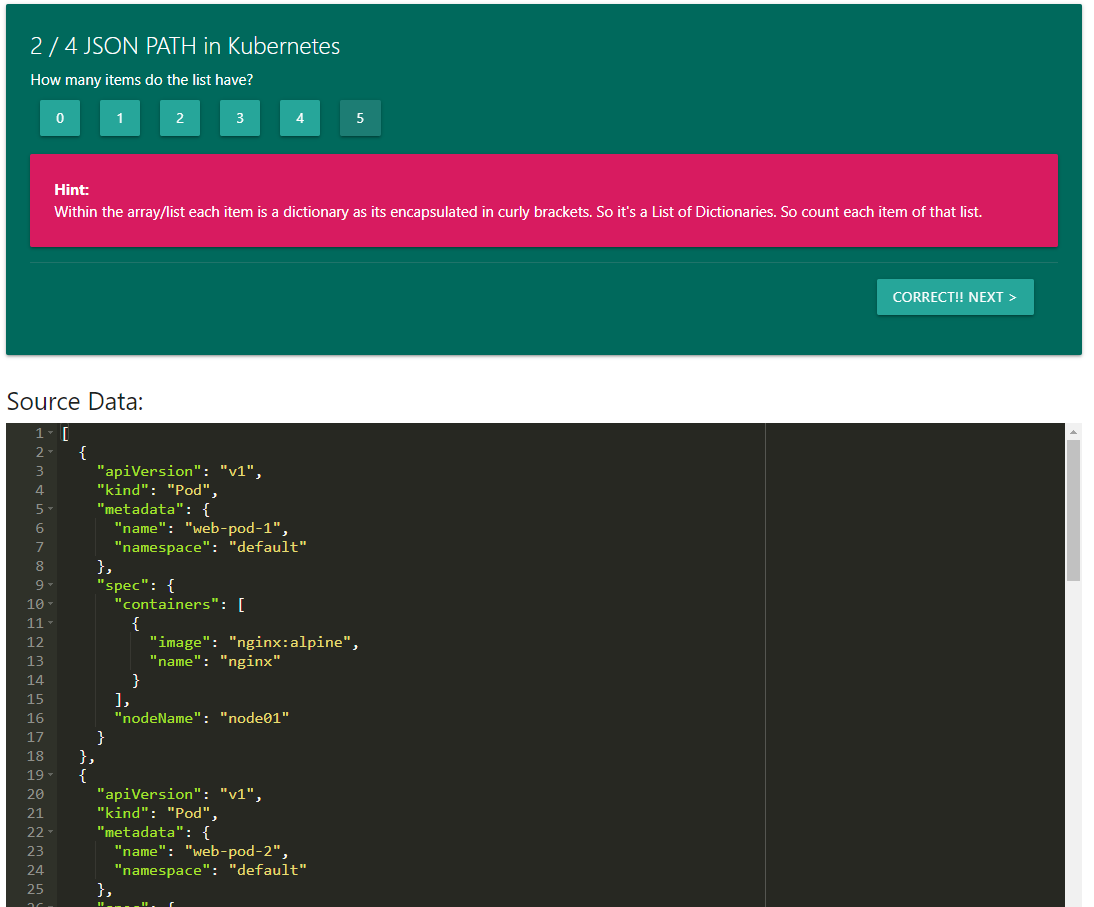 2 / 4 JSON PATH in Kubernetes
How many items do the list have?
0 1 2 3 4 5
Hint:
Within the array/list each item is a dictionary as its encapsulated in curly brackets. So it's a List of Dictionaries. So count each item of that list.
CORRECT!! NEXT >
Source Data:
1 [
2 {
3 "apiVersion": "v1",
4 "kind": "Pod",
5 "metadata": {
6 "name": "web-pod-1",
7 "namespace": "default"
8 },
9 "spec": {
10 "containers": [
11 {
12 "image": "nginx:alpine",
13 "name": "nginx"
14 }
15 ],
16 "nodeName": "node01"
17 }
18 },
19 {
20 "apiVersion": "v1",
21 "kind": "Pod",
22 "metadata": {
23 "name": "web-pod-2",
24 "namespace": "default"
25 },
26 "spec": {